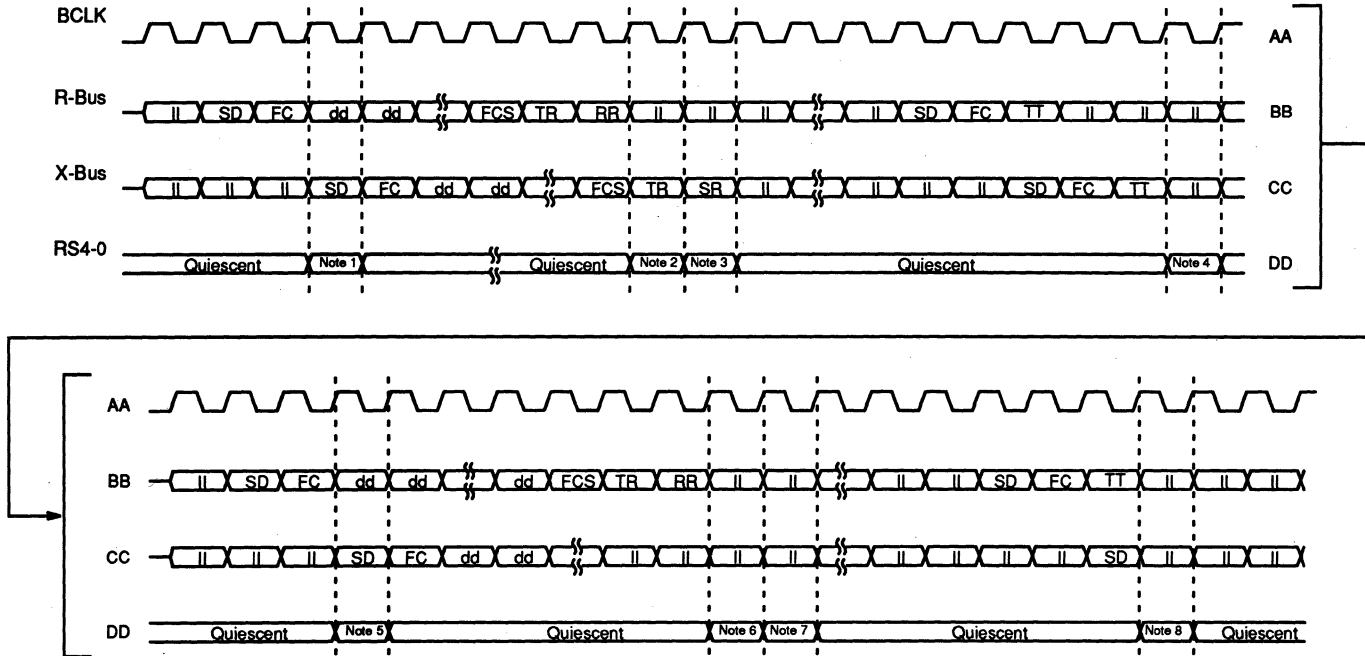 BCLK
AA
R-Bus
II SD FC dd dd FCS TR RR II II II II SD FC TT II II II
BB
X-Bus
II II II SD FC dd dd FCS TR SR II II II II SD FC TT II
CC
RS4-0
Quiescent Note 1 Quiescent Note 2 Note 3 Quiescent Note 4
DD
AA
BB
II SD FC dd dd dd FCS TR RR II II II II SD FC TT II II II
CC
II II II SD FC dd dd II II II II II II II II SD II II II
DD
Quiescent Note 5 Quiescent Note 6 Note 7 Quiescent Note 8 Quiescent